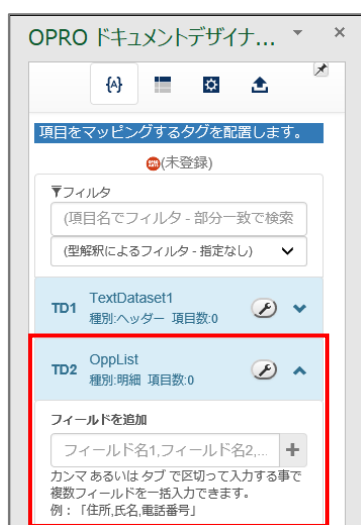 OPRO ドキュメントデザイナ...
{A}
項目をマッピングするタグを配置します。
(未登録)
フィルタ
(項目名でフィルタ - 部分一致で検索
(型解釈によるフィルタ - 指定なし)
TD1 TextDataset1
種別:ヘッダー 項目数:0
TD2 OppList
種別:明細 項目数:0
フィールドを追加
フィールド名1,フィールド名2,...
カンマ あるいは タブ で区切って入力する事で
複数フィールドを一括入力できます。
例:「住所,氏名,電話番号」